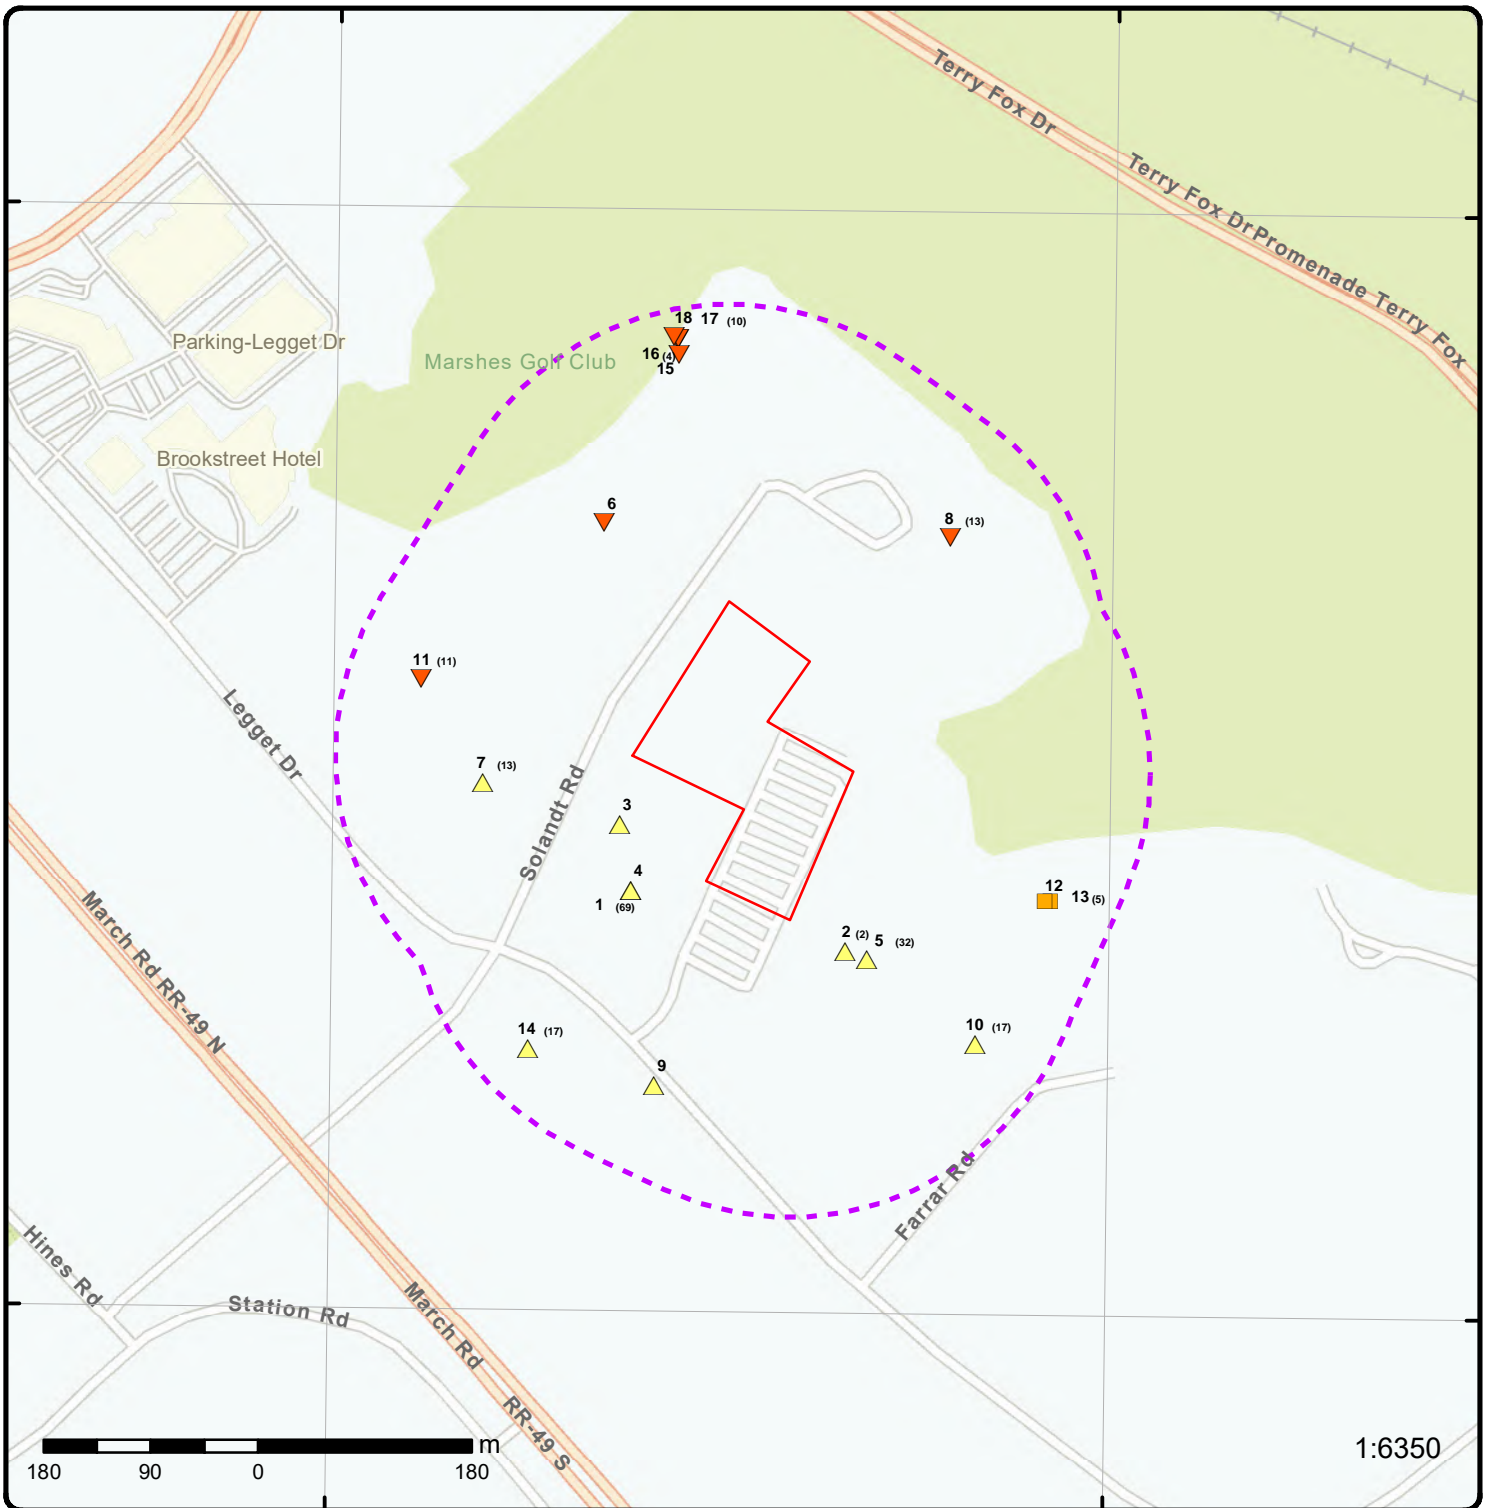 Terry Fox Dr
Terry Fox Dr
Promenade Terry Fox
18 17 (10)
Parking-Legget Dr
16 (4)
Marshes Golf Club
15
Brookstreet Hotel
6
8 (13)
11 (11)
Legget Dr
7 (13)
Solandt Rd
3
4
1 (69)
12 13 (5)
March Rd RR-49 N
2 (2) 5 (32)
14 (17)
10 (17)
9
Farrar Rd
Hines Rd
Station Rd
March Rd
RR-49 S
m
180 90 0 180
1:6350